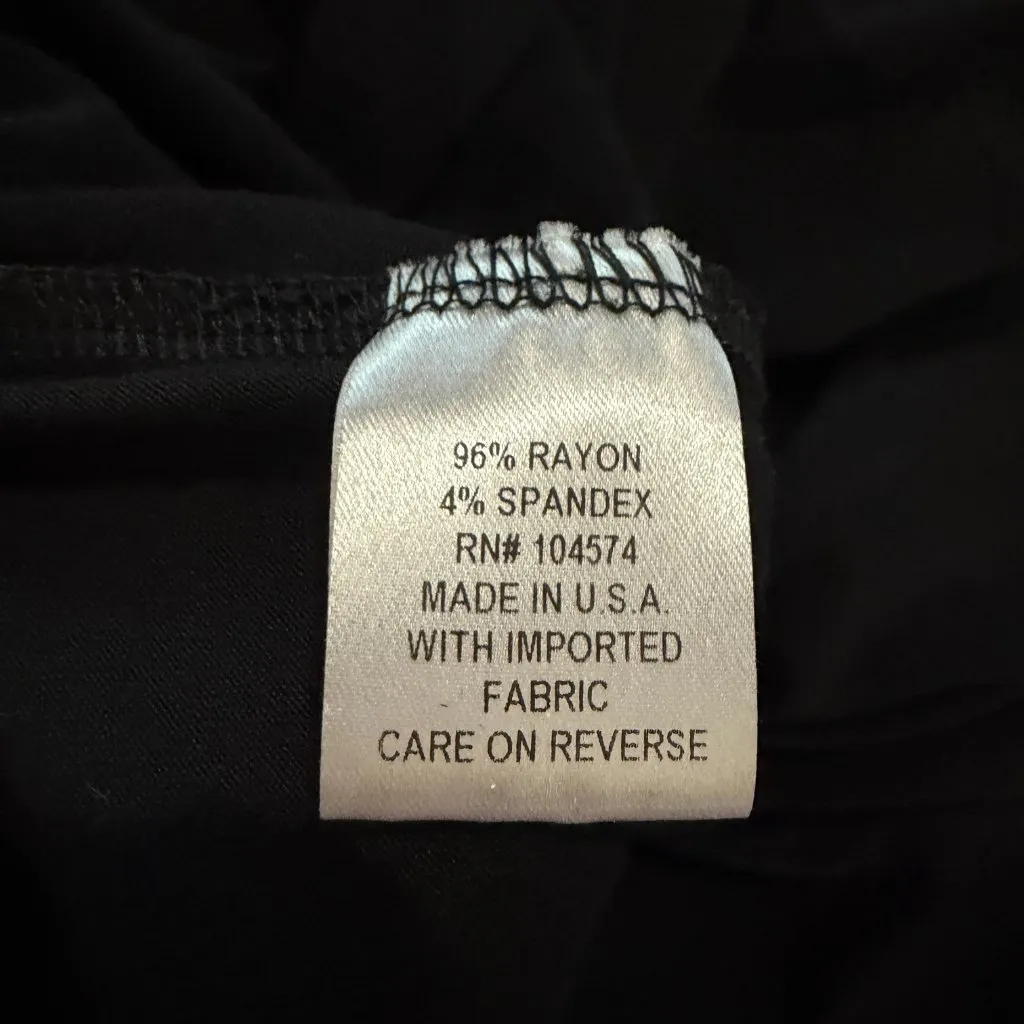 96% RAYON
4% SPANDEX
RN# 104574
MADE IN U.S.A.
WITH IMPORTED
FABRIC
CARE ON REVERSE